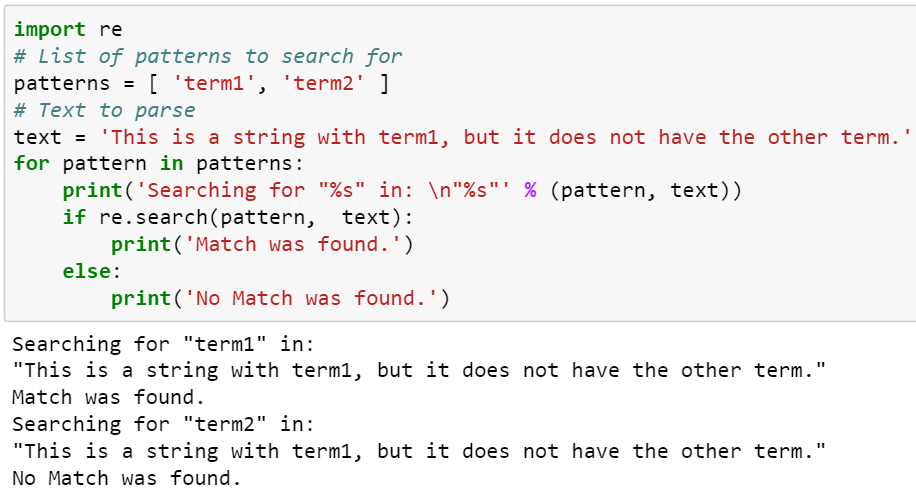 import re
# List of patterns to search for
patterns = [ 'term1', 'term2' ]
# Text to parse
text = 'This is a string with term1, but it does not have the other term.'
for pattern in patterns:
    print('Searching for "%s" in: \n"%s"' % (pattern, text))
    if re.search(pattern,  text):
        print('Match was found.')
    else:
        print('No Match was found.')
Searching for "term1" in:
"This is a string with term1, but it does not have the other term."
Match was found.
Searching for "term2" in:
"This is a string with term1, but it does not have the other term."
No Match was found.